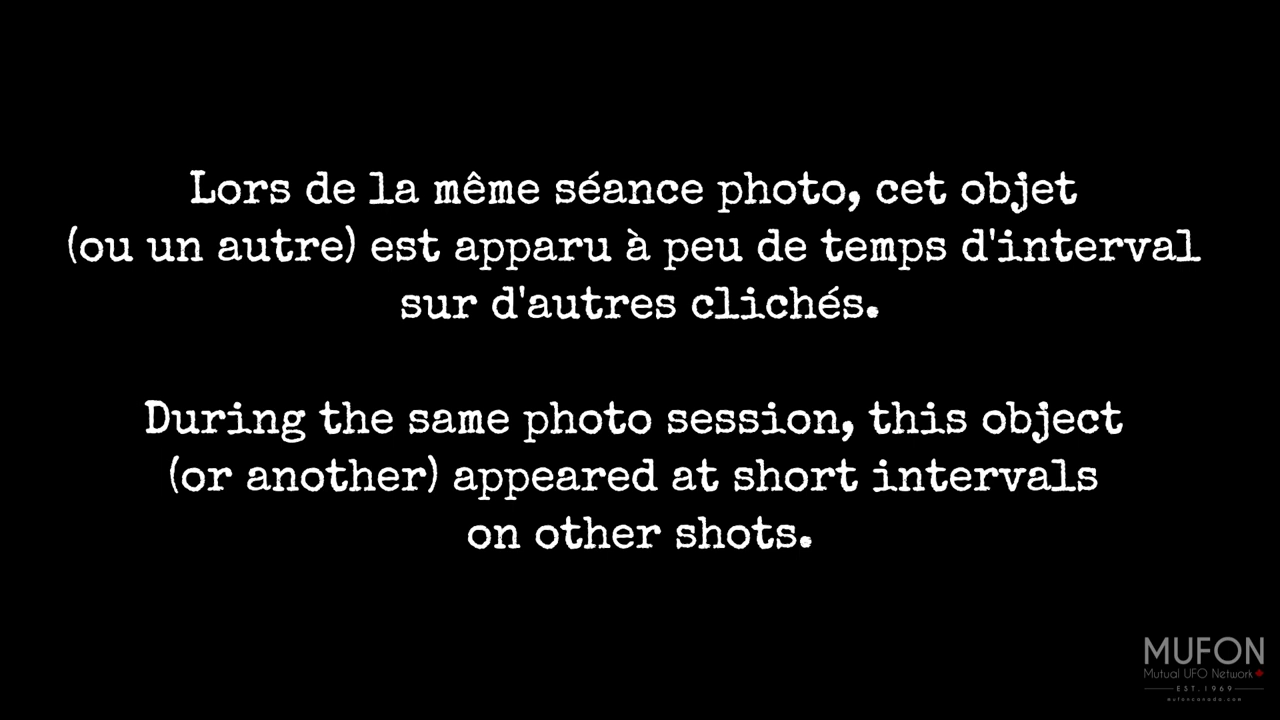 Lors de la même séance photo, cet objet
(ou un autre) est apparu à peu de temps d'interval
sur d'autres clichés.
During the same photo session, this object
(or another) appeared at short intervals
on other shots.
MUFON
Mutual UFO Network
EST.1969
mufoncanada.com